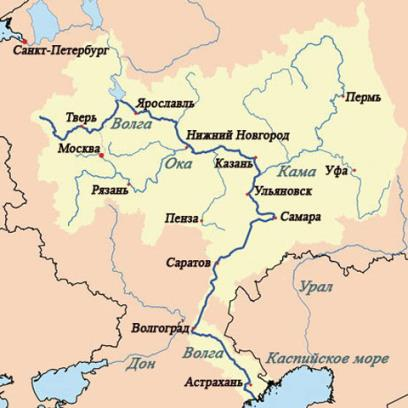 Санкт-Петербург
Ярославль
Пермь
Тверь
Волга
Нижний Новгород
Москва
Ока
Казань
Кама
Уфа
Рязань
Ульяновск
Пенза
Самара
Саратов
Урал
Волгоград
Волга
Каспийское море
Дон
Астрахань